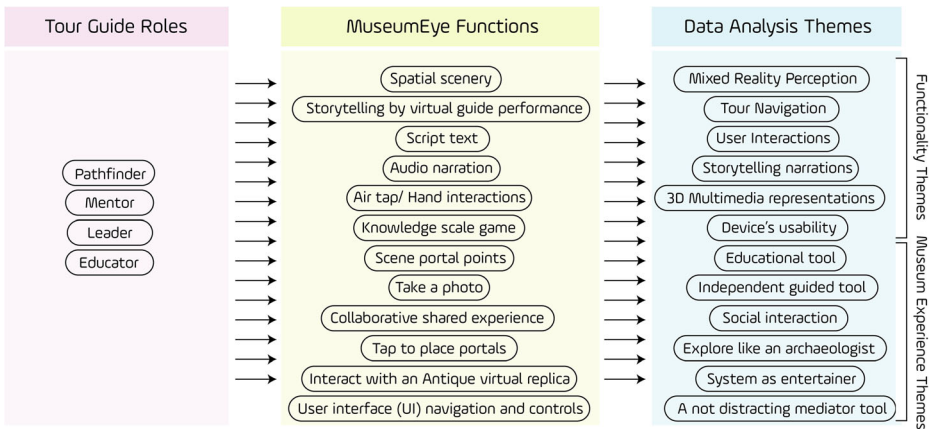 Tour Guide Roles
MuseumEye Functions
Data Analysis Themes
Pathfinder
Mentor
Leader
Educator
Spatial scenery
Storytelling by virtual guide performance
Script text
Audio narration
Air tap/ Hand interactions
Knowledge scale game
Scene portal points
Take a photo
Collaborative shared experience
Tap to place portals
Interact with an Antique virtual replica
User interface (UI) navigation and controls
Mixed Reality Perception
Tour Navigation
User Interactions
Storytelling narrations
3D Multimedia representations
Device's usability
Educational tool
Independent guided tool
Social interaction
Explore like an archaeologist
System as entertainer
A not distracting mediator tool
Functionality Themes
Museum Experience Themes